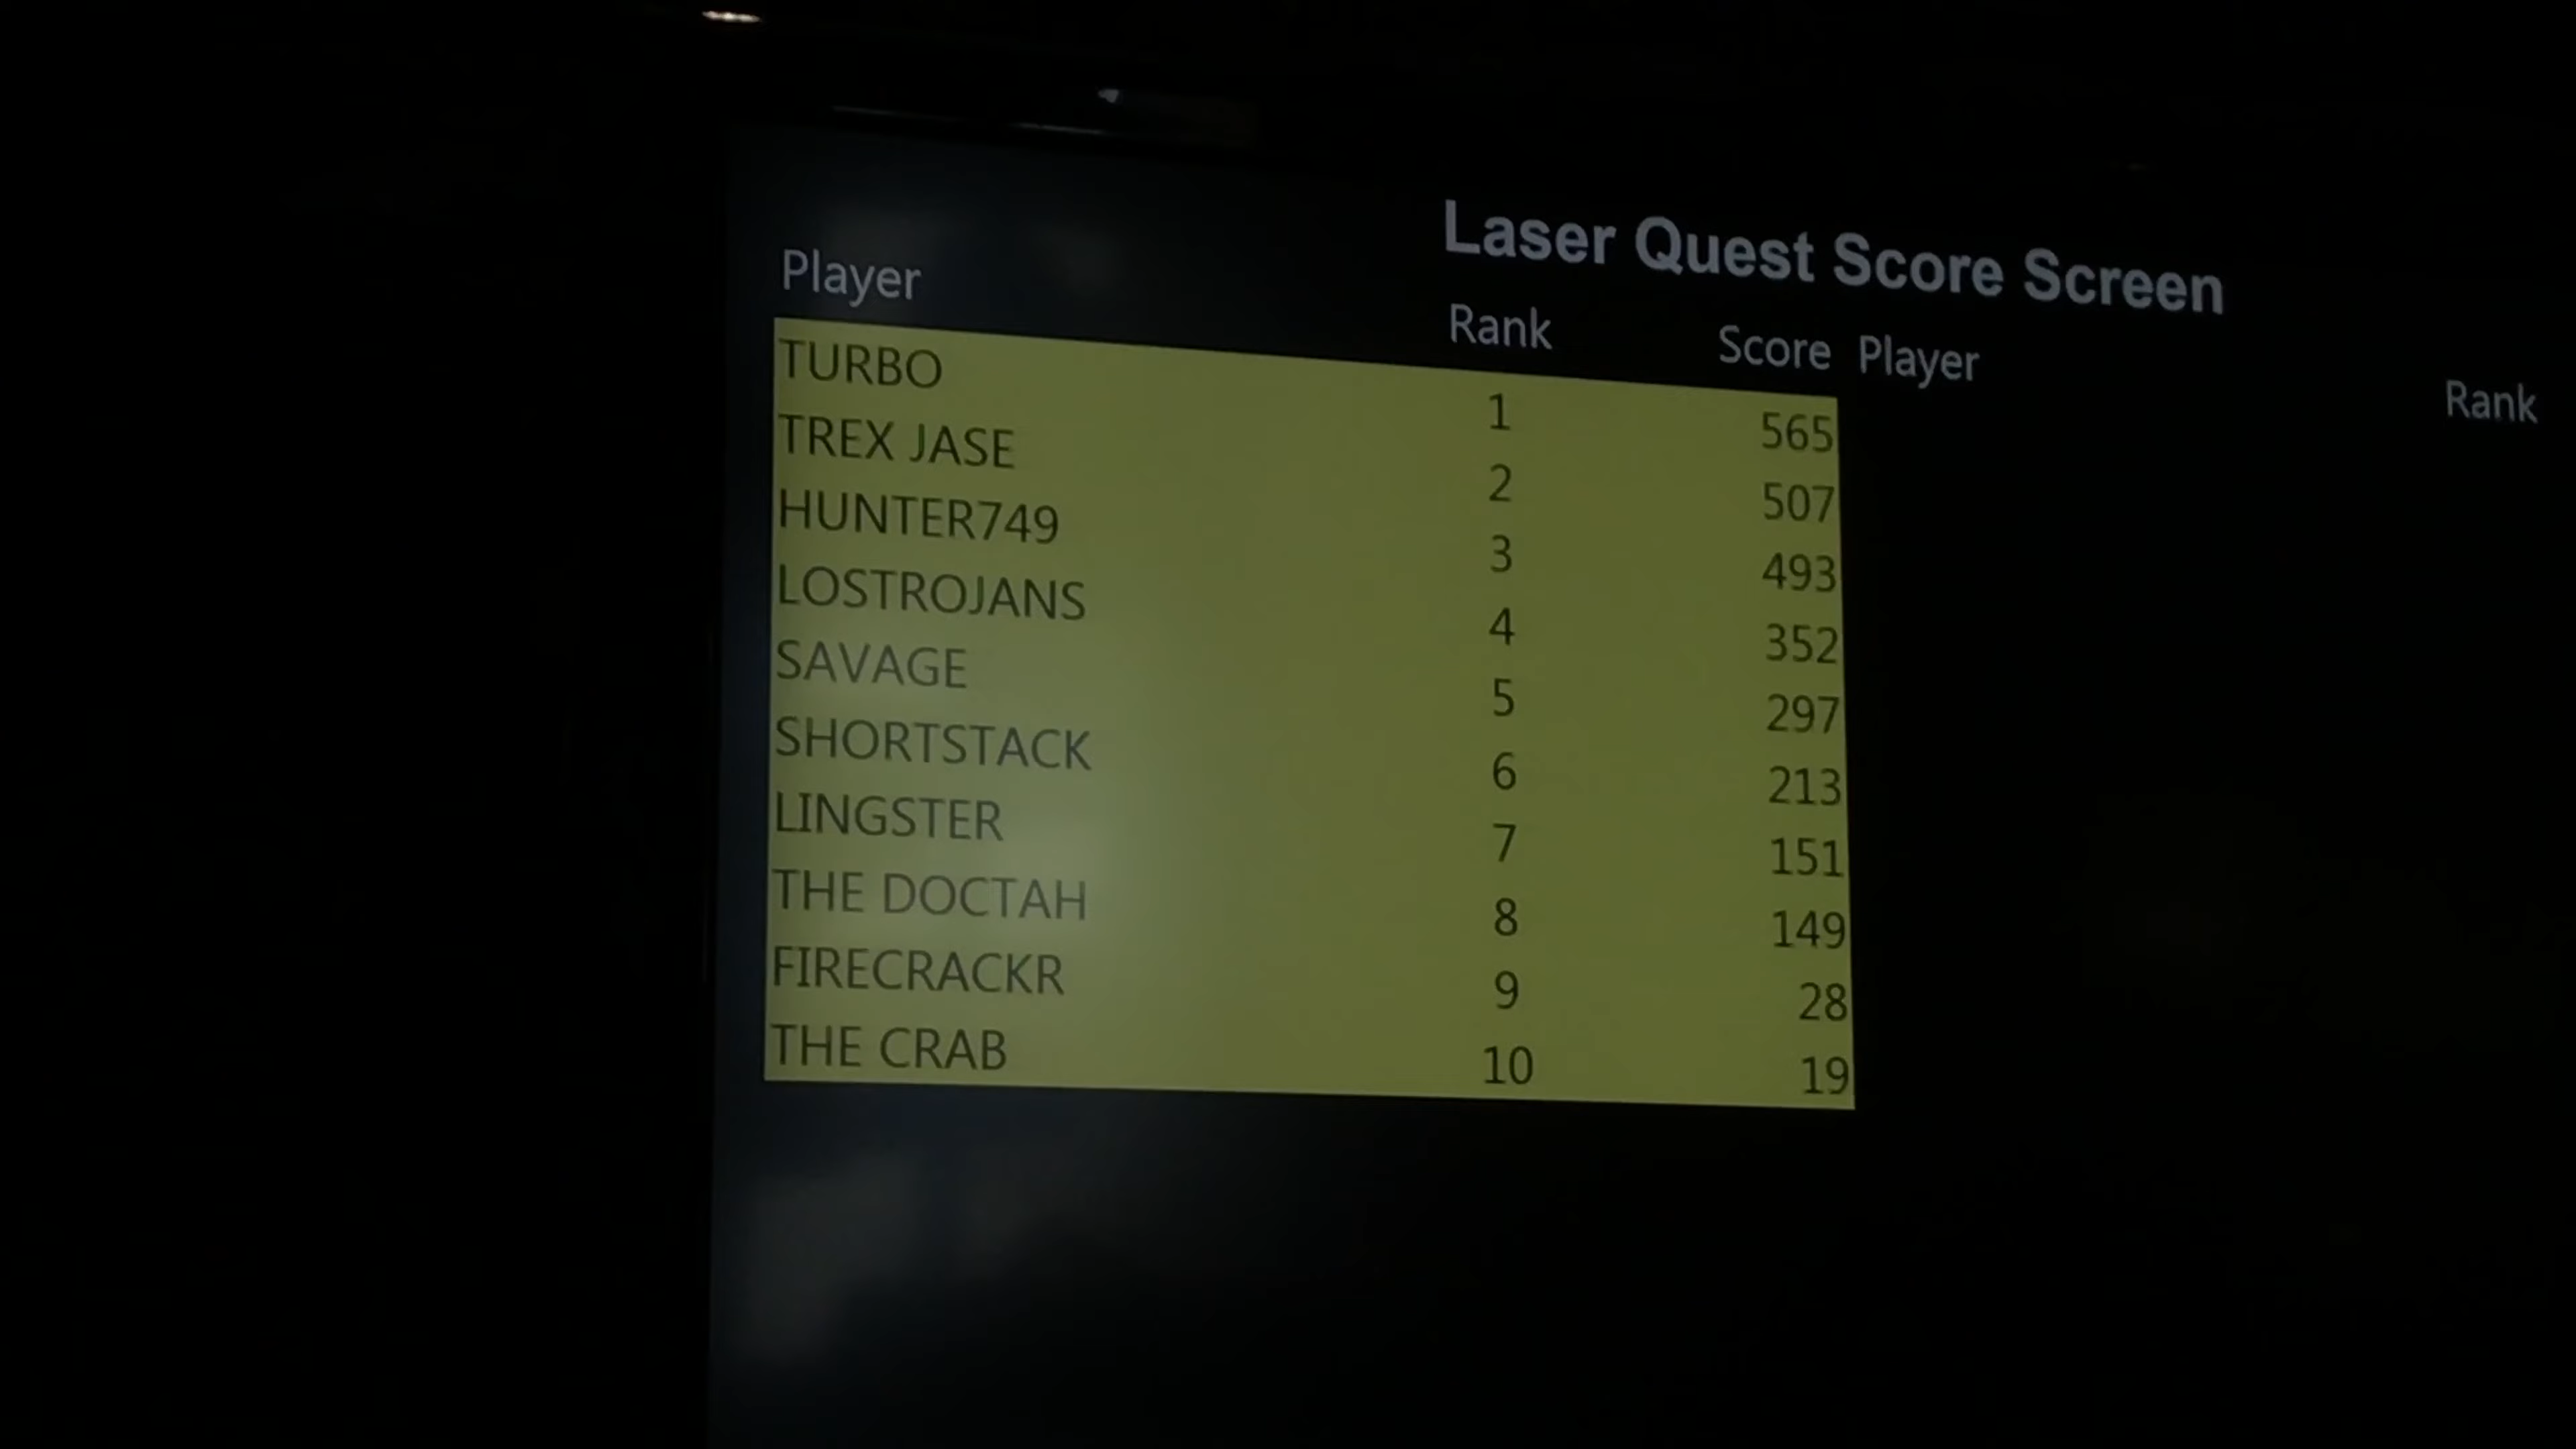 Laser Quest Score Screen
Player Rank Score Player Rank
TURBO 1 565
TREX JASE 2 507
HUNTER749 3 493
LOSTROJANS 4 352
SAVAGE 5 297
SHORTSTACK 6 213
LINGSTER 7 151
THE DOCTAH 8 149
FIRECRACKR 9 28
THE CRAB 10 19